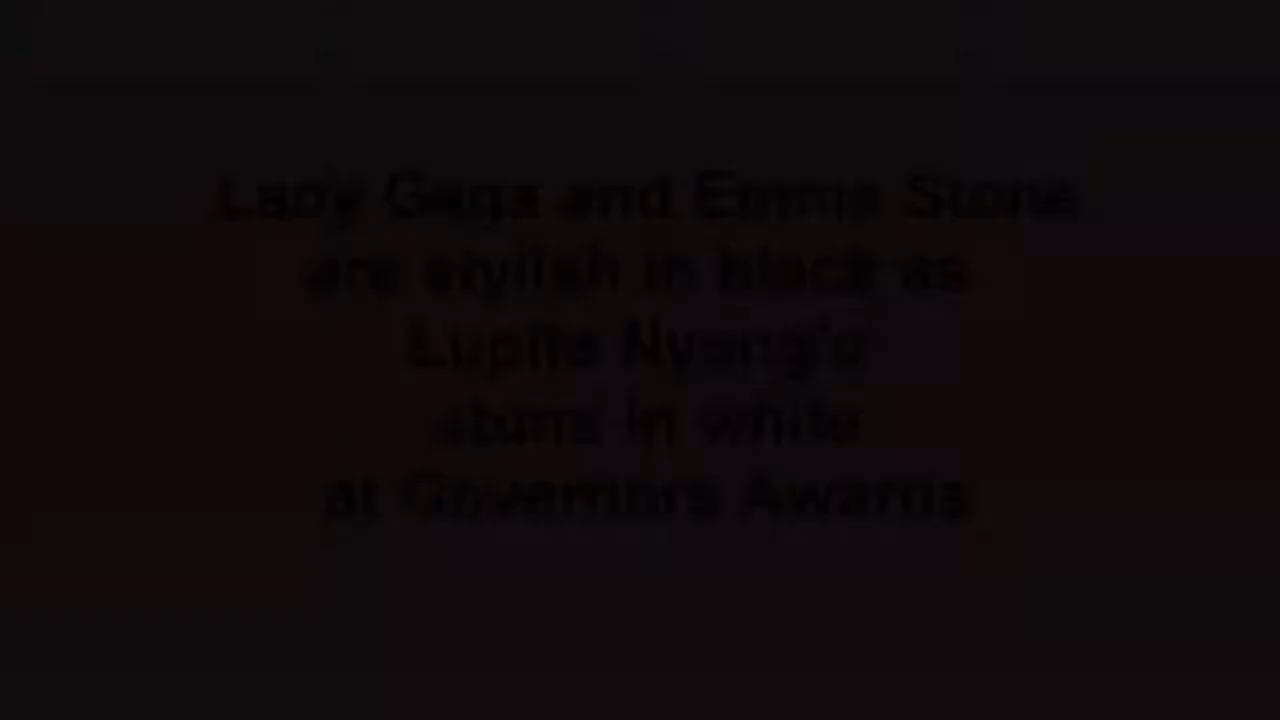 Lady Gaga and Emma Stone
are stylish in black as
Lupita Nyong'o
stuns in white
at Governors Awards